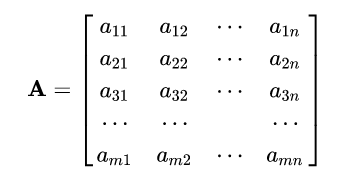 a₁₁ a₁₂ ⋯ a₁ₙ
a₂₁ a₂₂ ⋯ a₂ₙ
A = a₃₁ a₃₂ ⋯ a₃ₙ
⋯ ⋯ ⋯
aₘ₁ aₘ₂ ⋯ aₘₙ